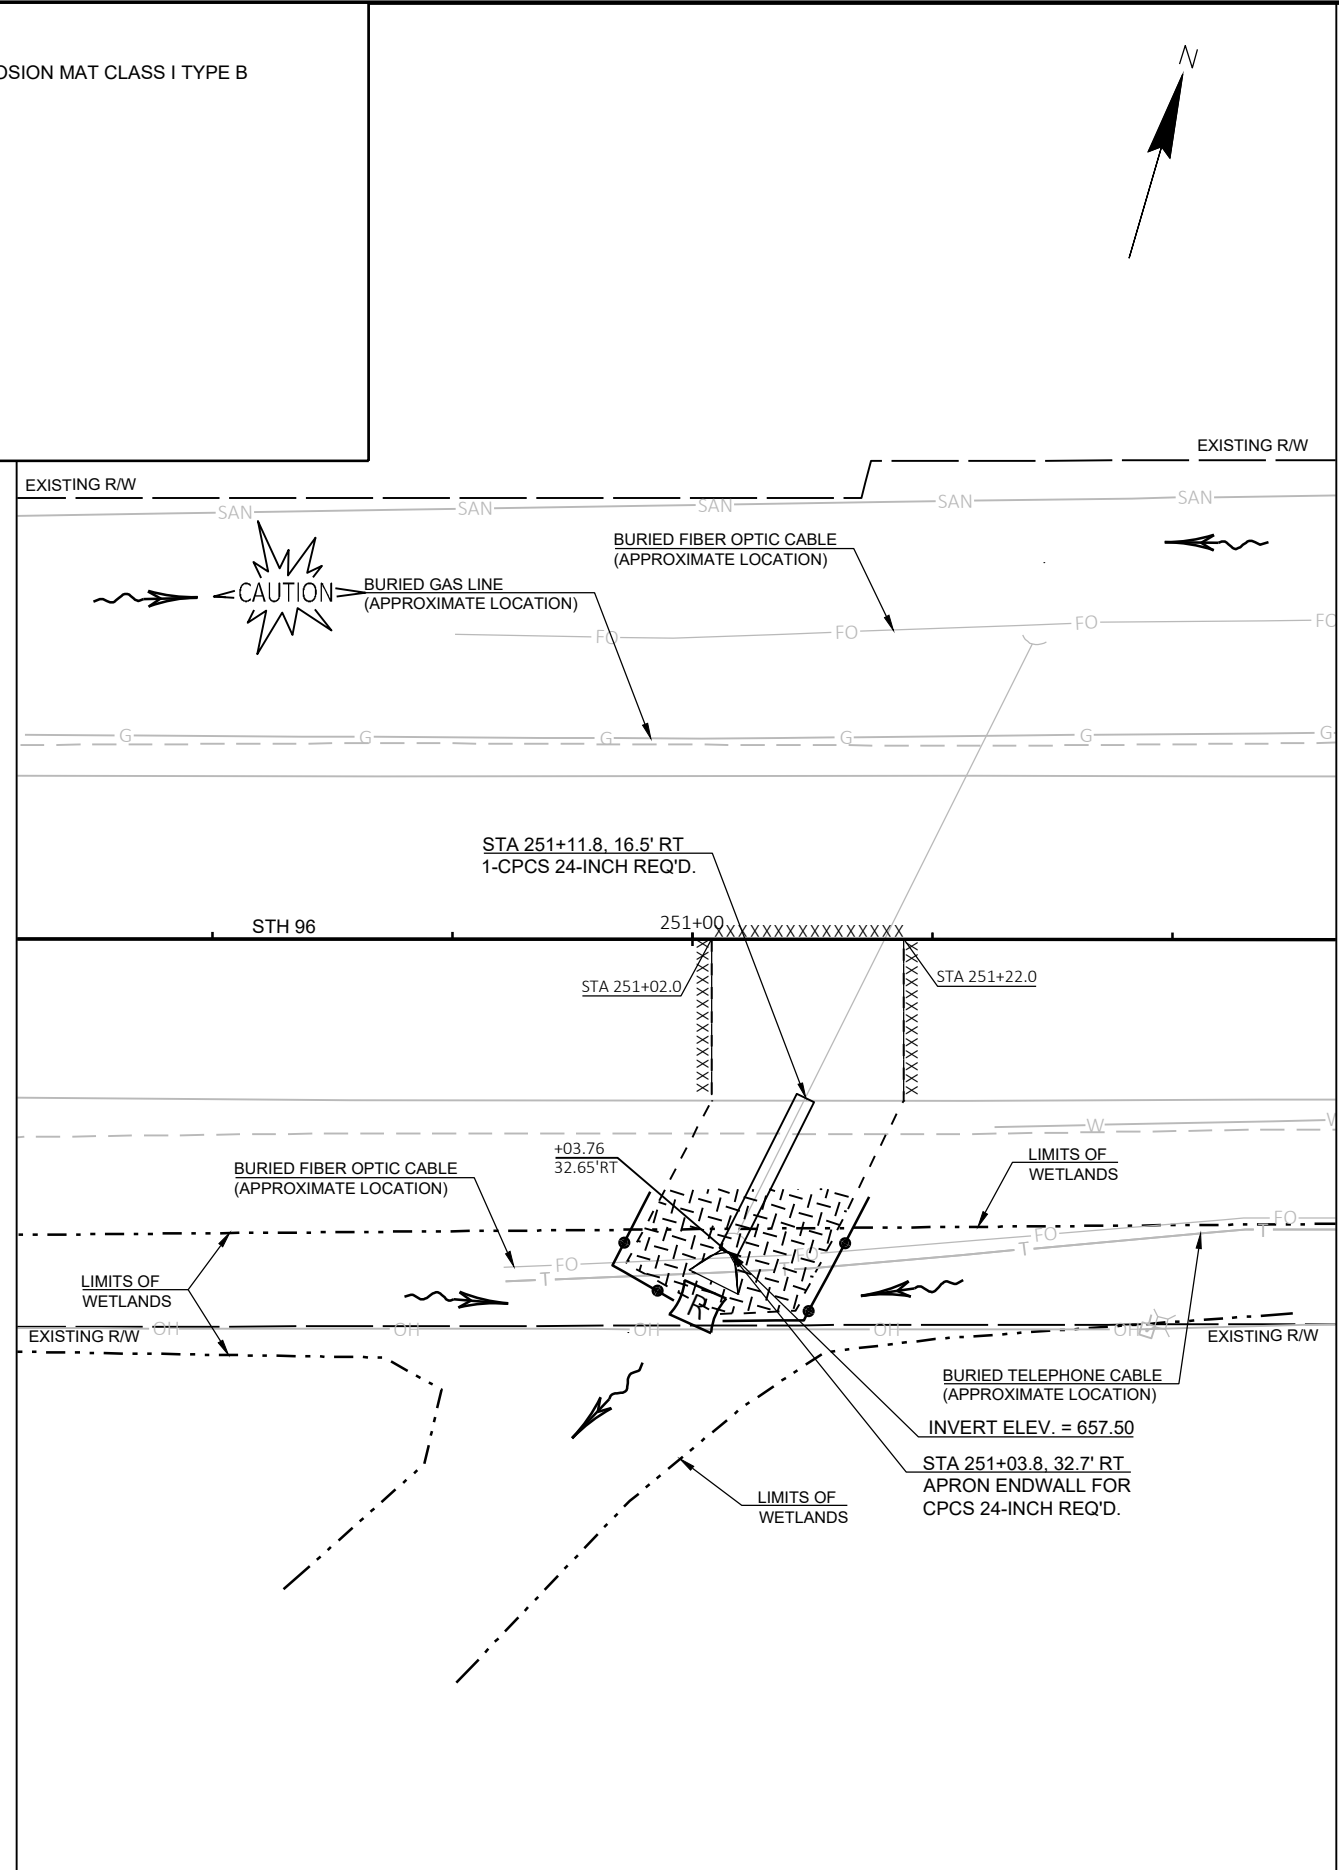 OSION MAT CLASS I TYPE B
N
EXISTING R/W
EXISTING R/W
SAN SAN SAN SAN SAN
BURIED FIBER OPTIC CABLE
(APPROXIMATE LOCATION)
CAUTION
BURIED GAS LINE
(APPROXIMATE LOCATION)
FO FO FO FO
G G G G G G
STA 251+11.8, 16.5' RT
1-CPCS 24-INCH REQ'D.
STH 96
251+00
XXXXXXXXXXXXXXXX
STA 251+02.0
STA 251+22.0
W W
+03.76
32.65'RT
LIMITS OF
WETLANDS
BURIED FIBER OPTIC CABLE
(APPROXIMATE LOCATION)
FO FO FO FO
T T T
LIMITS OF
WETLANDS
R
EXISTING R/W
OH OH OH OH OH
EXISTING R/W
BURIED TELEPHONE CABLE
(APPROXIMATE LOCATION)
INVERT ELEV. = 657.50
STA 251+03.8, 32.7' RT
APRON ENDWALL FOR
CPCS 24-INCH REQ'D.
LIMITS OF
WETLANDS